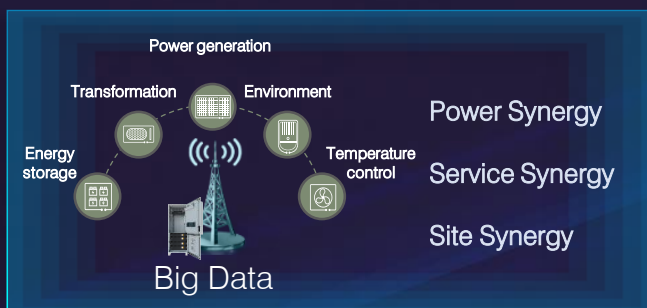 Power generation
Transformation
Environment
Energy
storage
Temperature
control
Big Data
Power Synergy
Service Synergy
Site Synergy